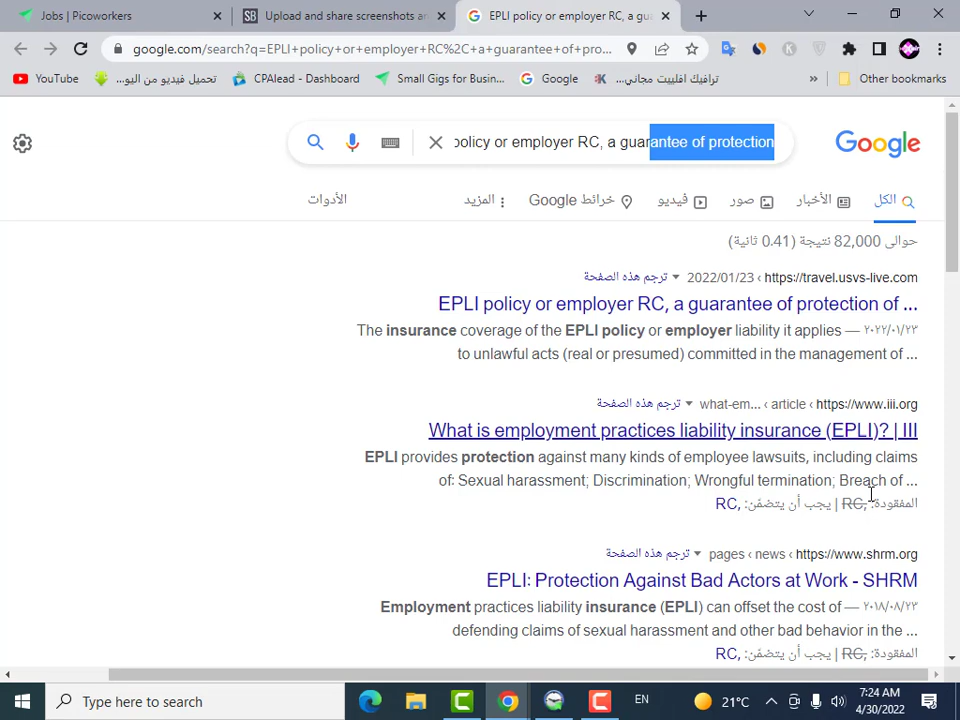 Jobs | Picoworkers
Upload and share screenshots an
EPLI policy or employer RC, a gua
google.com/search?q=EPLI+policy+or+employer+RC%2C+a+guarantee+of+pro...
YouTube
تحميل فيديو من اليو...
CPAlead - Dashboard
Small Gigs for Busin...
Google
ترافيك افلييت مجاني...
»
Other bookmarks
policy or employer RC, a guarantee of protection
Google
الكل
الأخبار
صور
فيديو
خرائط Google
المزيد
الأدوات
حوالى 82,000 نتيجة (0.41 ثانية)
https://travel.usvs-live.com › 2022/01/23 ترجم هذه الصفحة
EPLI policy or employer RC, a guarantee of protection of ...
٢٠٢٢/٠١/٢٣ — The insurance coverage of the EPLI policy or employer liability it applies
to unlawful acts (real or presumed) committed in the management of ...
https://www.iii.org › article › what-em... ترجم هذه الصفحة
What is employment practices liability insurance (EPLI)? | III
EPLI provides protection against many kinds of employee lawsuits, including claims
of: Sexual harassment; Discrimination; Wrongful termination; Breach of ...
المفقودة: RC, | يجب أن يتضمّن: RC,
https://www.shrm.org › news › pages ترجم هذه الصفحة
EPLI: Protection Against Bad Actors at Work - SHRM
٢٠١٨/٠٨/٢٣ — Employment practices liability insurance (EPLI) can offset the cost of
defending claims of sexual harassment and other bad behavior in the ...
المفقودة: RC, | يجب أن يتضمّن: RC,
Type here to search
21°C
EN
7:24 AM
4/30/2022